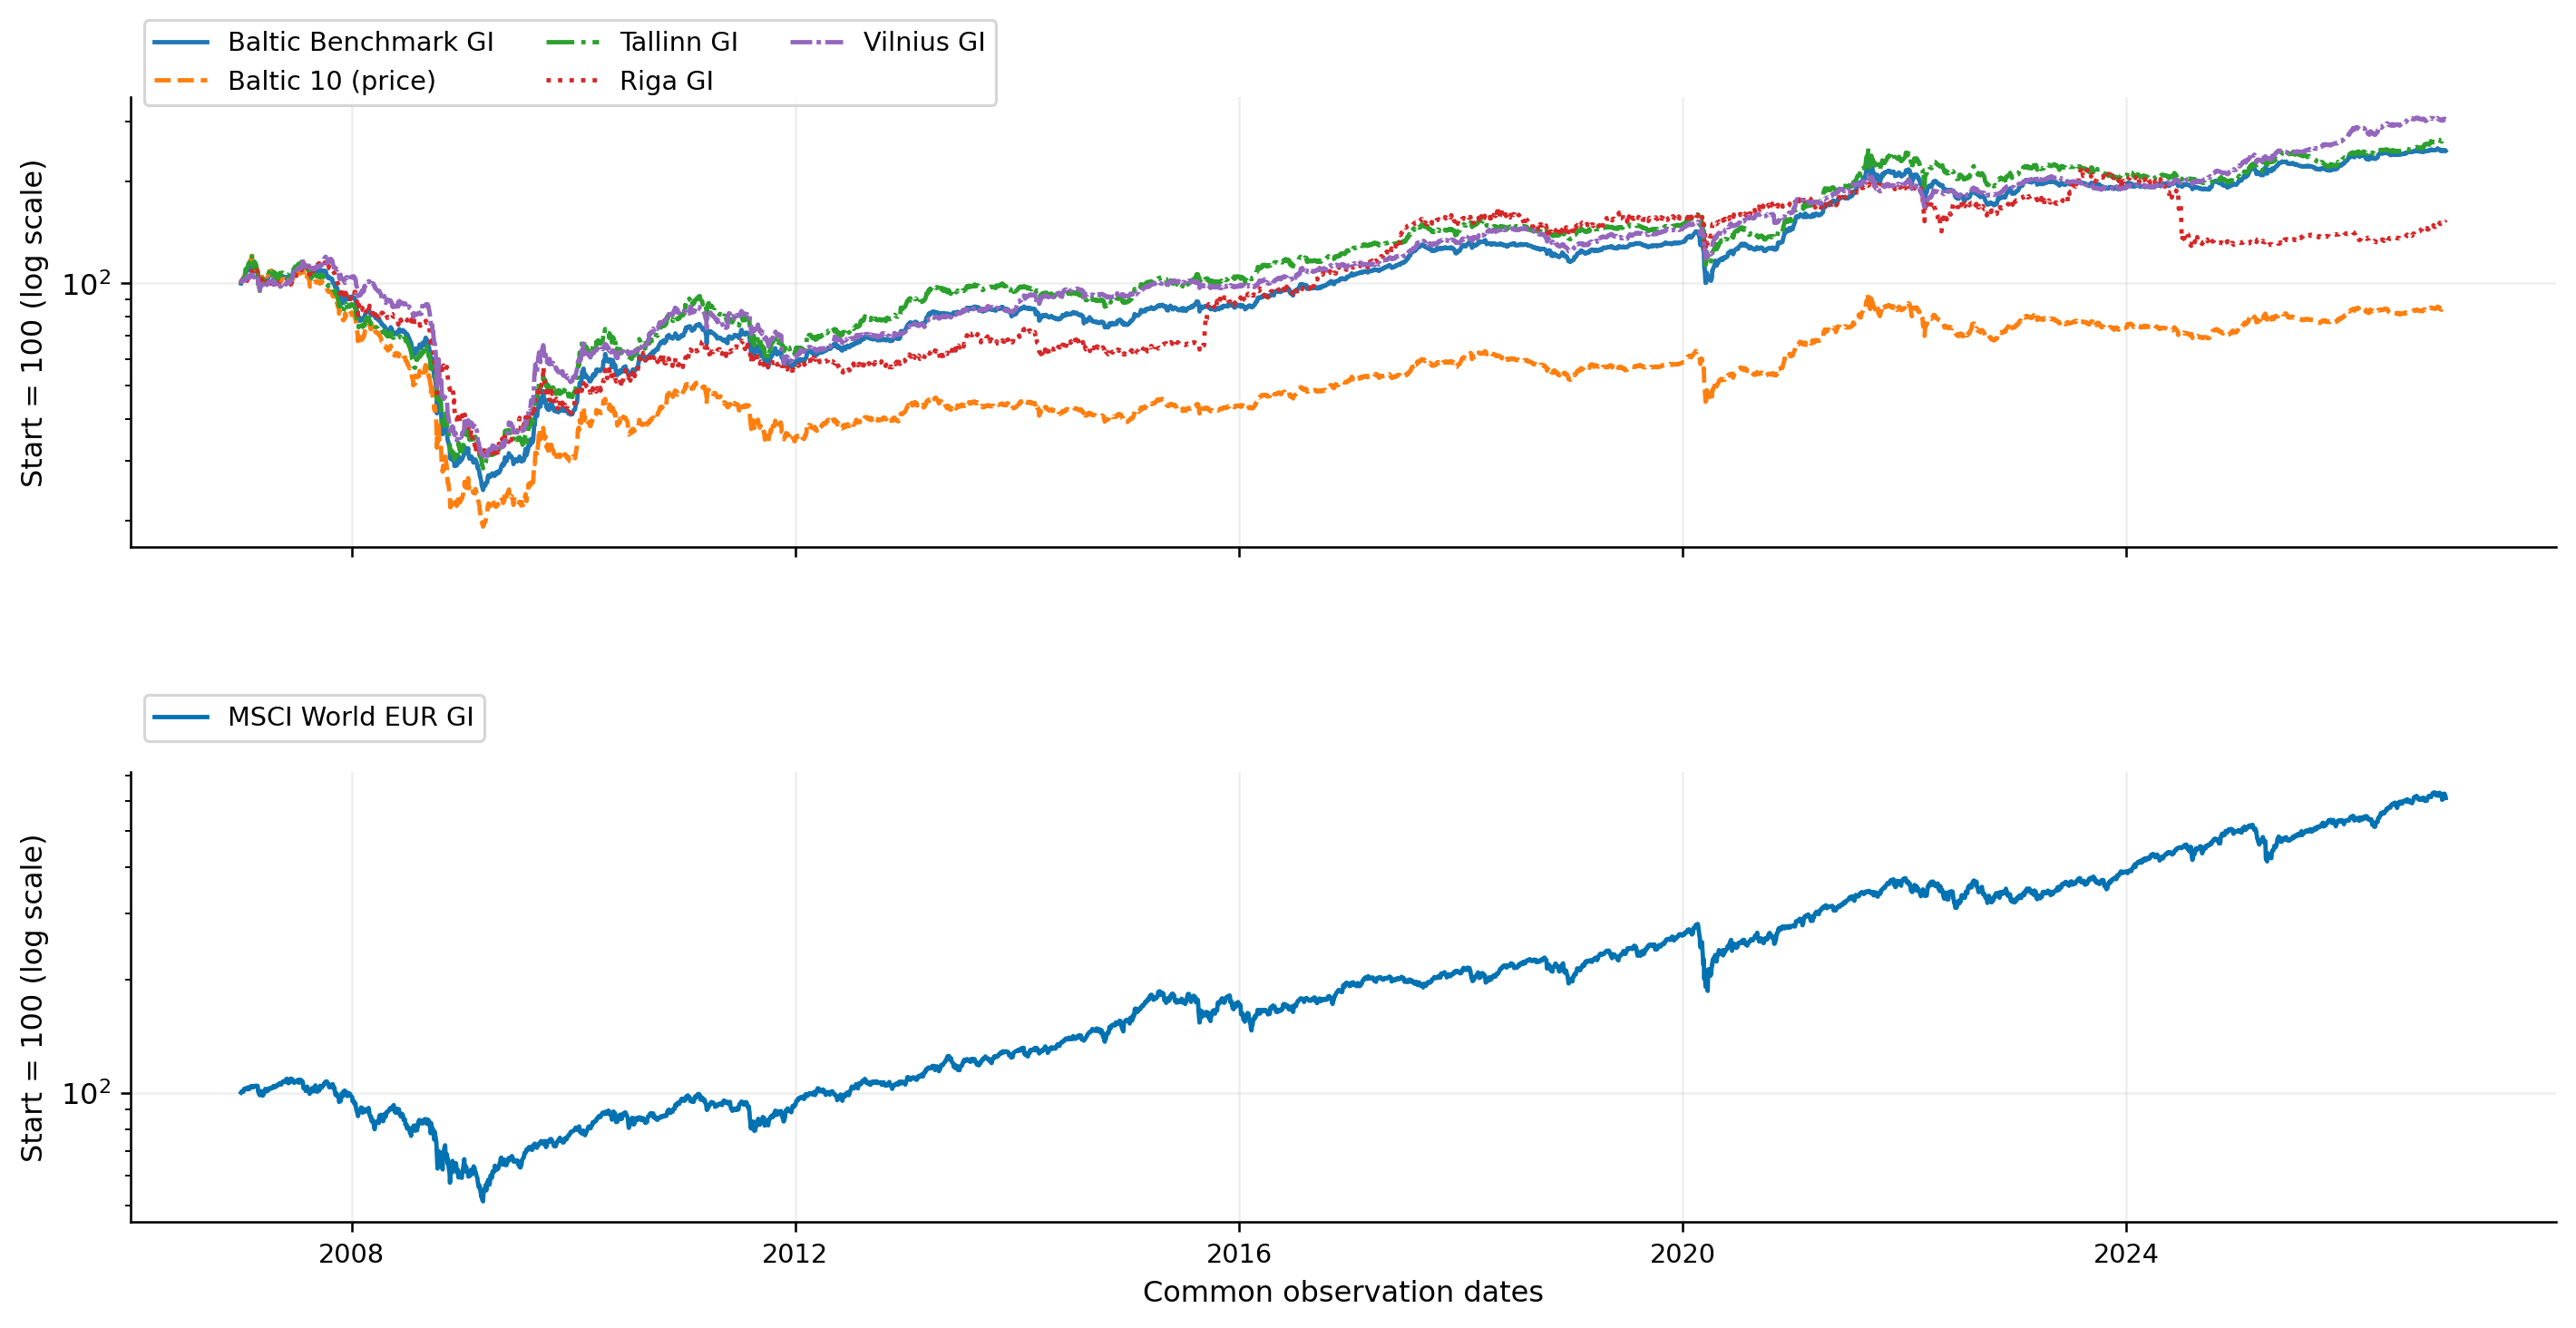 Baltic Benchmark GI
Baltic 10 (price)
Tallinn GI
Riga GI
Vilnius GI
Start = 100 (log scale)
10²
MSCI World EUR GI
Start = 100 (log scale)
10²
2008 2012 2016 2020 2024
Common observation dates